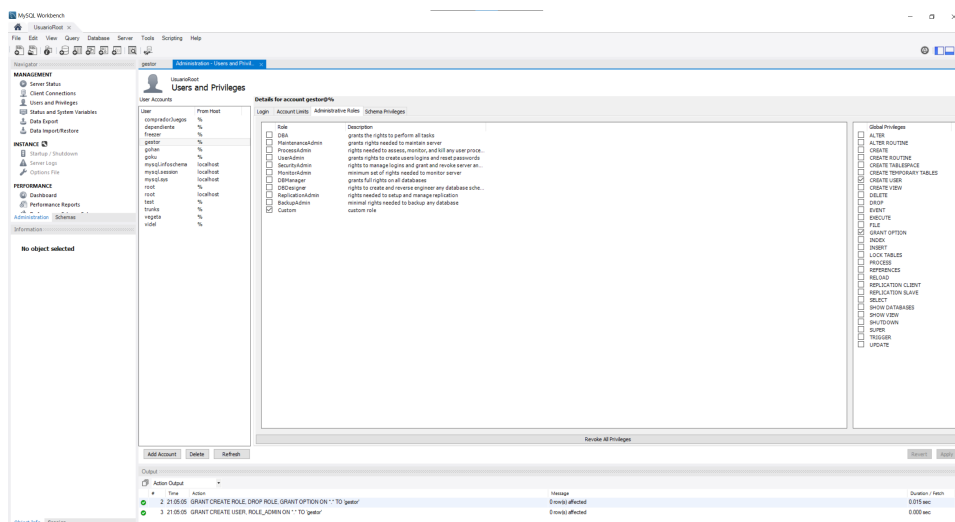 MySQL Workbench
UsuarioRoot ×
File Edit View Query Database Server Tools Scripting Help
Navigator
MANAGEMENT
Server Status
Client Connections
Users and Privileges
Status and System Variables
Data Export
Data Import/Restore
INSTANCE
Startup / Shutdown
Server Logs
Options File
PERFORMANCE
Dashboard
Performance Reports
Administration Schemas
Information
No object selected
gestor
Administration - Users and Privil... ×
UsuarioRoot
Users and Privileges
User Accounts
User From Host
compradorJuegos %
dependiente %
freezer %
gestor %
gohan %
goku %
mysql.infoschema localhost
mysql.session localhost
mysql.sys localhost
root %
root localhost
test %
trunks %
vegeta %
videl %
Add Account Delete Refresh
Details for account gestor@%
Login Account Limits Administrative Roles Schema Privileges
Role Description
DBA grants the rights to perform all tasks
MaintenanceAdmin grants rights needed to maintain server
ProcessAdmin rights needed to assess, monitor, and kill any user proce...
UserAdmin grants rights to create users logins and reset passwords
SecurityAdmin rights to manage logins and grant and revoke server an...
MonitorAdmin minimum set of rights needed to monitor server
DBManager grants full rights on all databases
DBDesigner rights to create and reverse engineer any database sche...
ReplicationAdmin rights needed to setup and manage replication
BackupAdmin minimal rights needed to backup any database
Custom custom role
Global Privileges
ALTER
ALTER ROUTINE
CREATE
CREATE ROUTINE
CREATE TABLESPACE
CREATE TEMPORARY TABLES
CREATE USER
CREATE VIEW
DELETE
DROP
EVENT
EXECUTE
FILE
GRANT OPTION
INDEX
INSERT
LOCK TABLES
PROCESS
REFERENCES
RELOAD
REPLICATION CLIENT
REPLICATION SLAVE
SELECT
SHOW DATABASES
SHOW VIEW
SHUTDOWN
SUPER
TRIGGER
UPDATE
Revoke All Privileges
Revert Apply
Output
Action Output
# Time Action Message Duration / Fetch
2 21:05:05 GRANT CREATE ROLE, DROP ROLE, GRANT OPTION ON *.* TO 'gestor' 0 row(s) affected 0.015 sec
3 21:05:05 GRANT CREATE USER, ROLE_ADMIN ON *.* TO 'gestor' 0 row(s) affected 0.000 sec